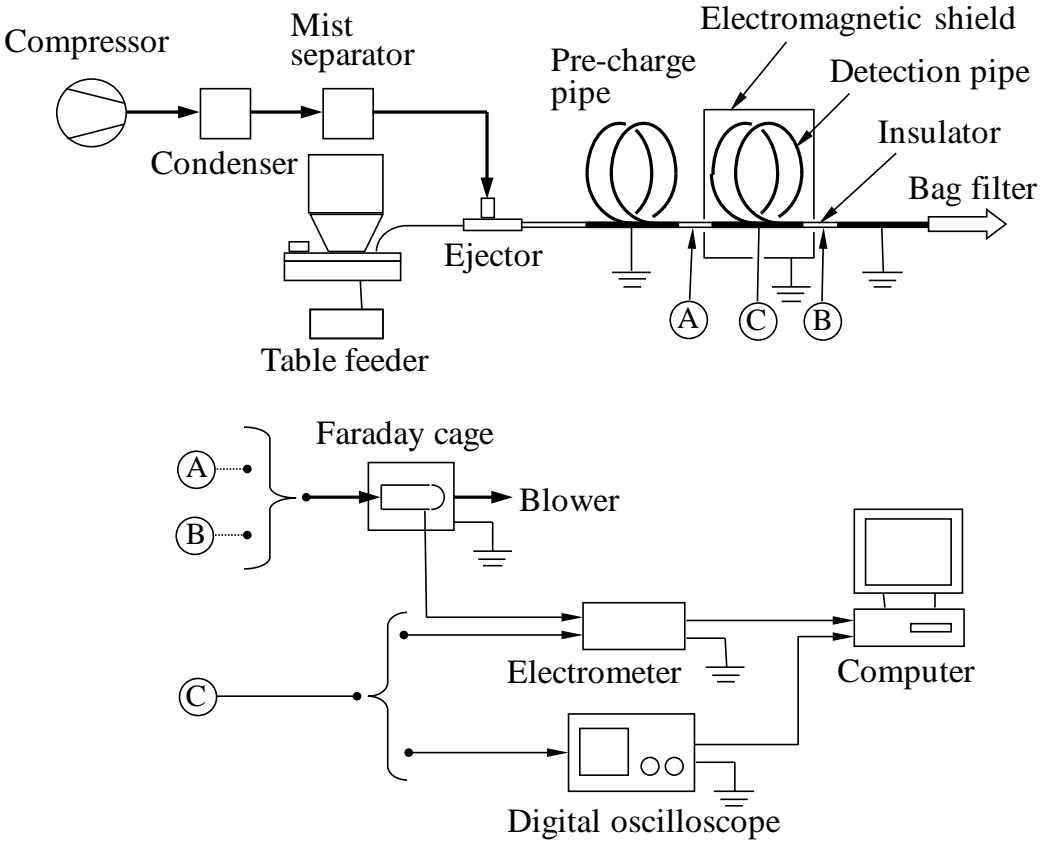 Electromagnetic shield
Mist
separator
Compressor
Pre-charge
pipe
Detection pipe
Insulator
Condenser
Bag filter
Ejector
A
C
B
Table feeder
Faraday cage
A
Blower
B
Electrometer
Computer
C
Digital oscilloscope